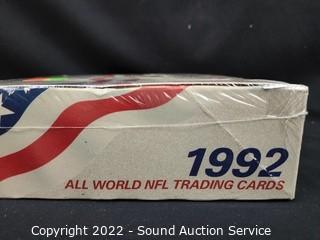 1992
ALL WORLD NFL TRADING CARDS
Copyright 2022 - Sound Auction Service